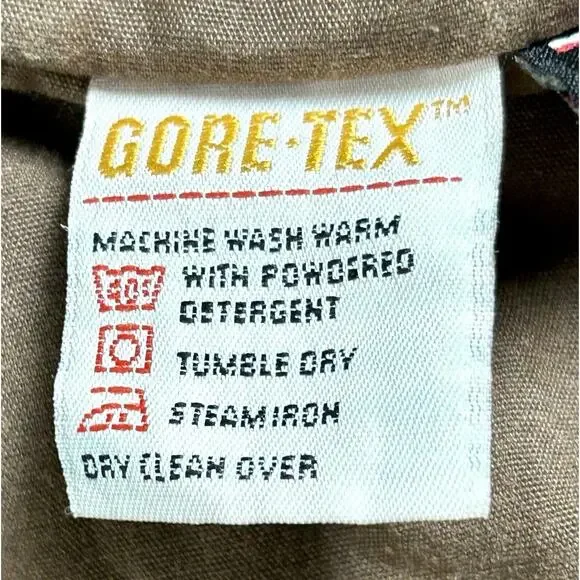 GORE-TEX™
MACHINE WASH WARM
40° WITH POWDERED
DETERGENT
TUMBLE DRY
STEAM IRON
DRY CLEAN OVER